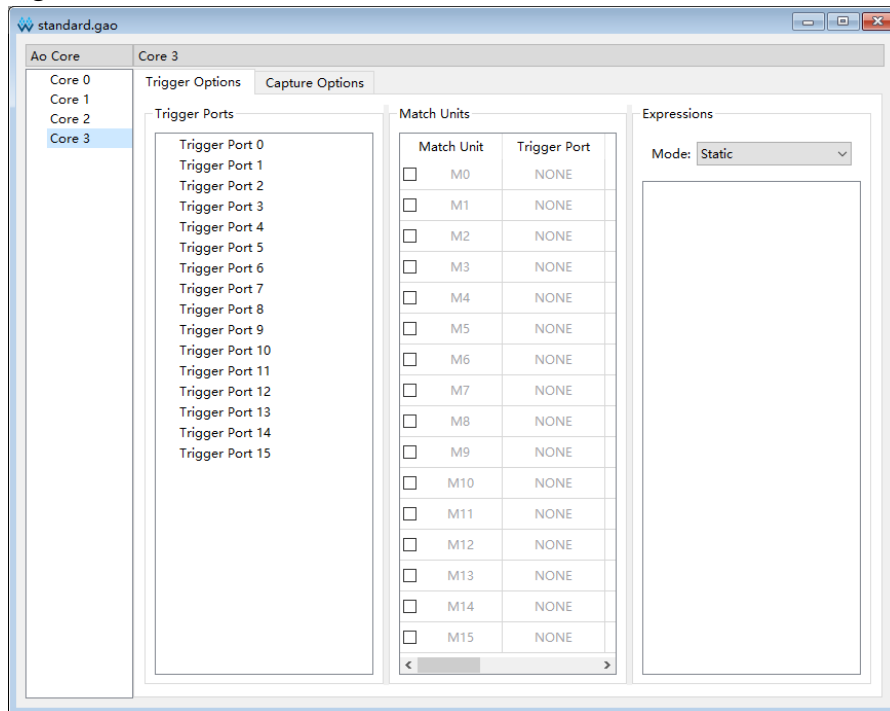 standard.gao
Ao Core
Core 3
Core 0
Core 1
Core 2
Core 3
Trigger Options
Capture Options
Trigger Ports
Trigger Port 0
Trigger Port 1
Trigger Port 2
Trigger Port 3
Trigger Port 4
Trigger Port 5
Trigger Port 6
Trigger Port 7
Trigger Port 8
Trigger Port 9
Trigger Port 10
Trigger Port 11
Trigger Port 12
Trigger Port 13
Trigger Port 14
Trigger Port 15
Match Units
Match Unit Trigger Port
M0 NONE
M1 NONE
M2 NONE
M3 NONE
M4 NONE
M5 NONE
M6 NONE
M7 NONE
M8 NONE
M9 NONE
M10 NONE
M11 NONE
M12 NONE
M13 NONE
M14 NONE
M15 NONE
Expressions
Mode: Static